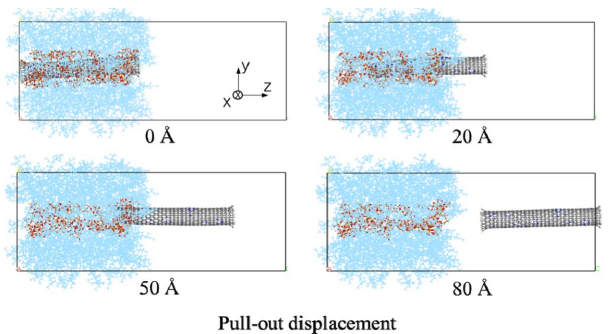 y
x z
0 Å
20 Å
50 Å
80 Å
Pull-out displacement